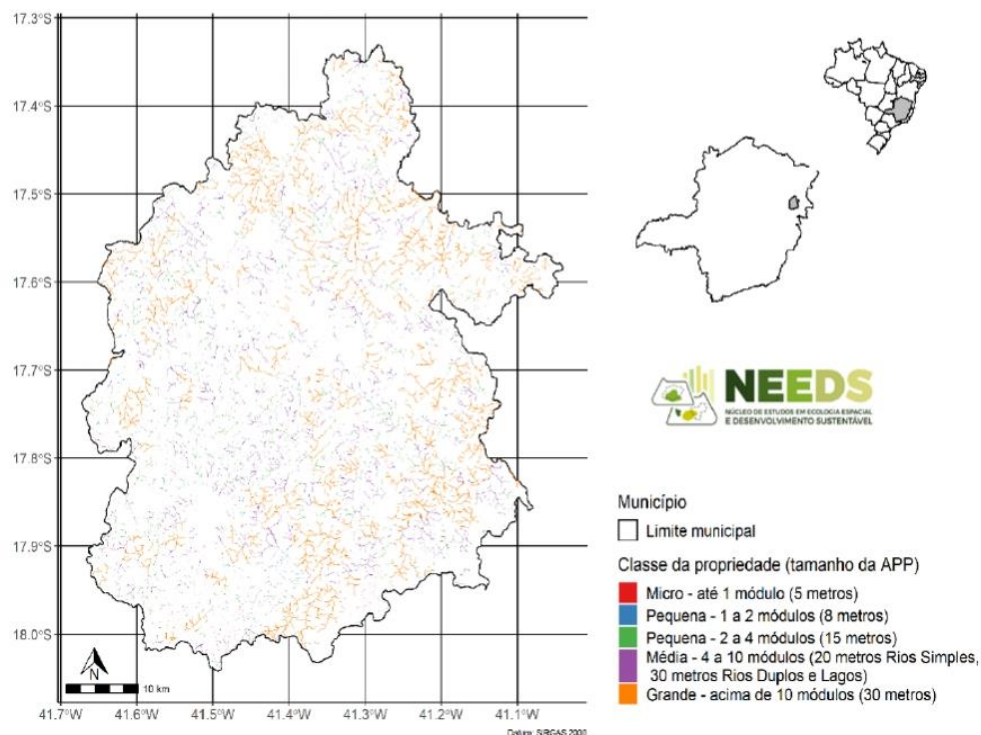 17.3°S
17.4°S
17.5°S
17.6°S
17.7°S
17.8°S
17.9°S
18.0°S
10 km
41.7°W 41.6°W 41.5°W 41.4°W 41.3°W 41.2°W 41.1°W
Datum: SIRGAS 2000
NEEDS
NÚCLEO DE ESTUDOS EM ECOLOGIA ESPACIAL
E DESENVOLVIMENTO SUSTENTÁVEL
Município
Limite municipal
Classe da propriedade (tamanho da APP)
Micro - até 1 módulo (5 metros)
Pequena - 1 a 2 módulos (8 metros)
Pequena - 2 a 4 módulos (15 metros)
Média - 4 a 10 módulos (20 metros Rios Simples,
30 metros Rios Duplos e Lagos)
Grande - acima de 10 módulos (30 metros)